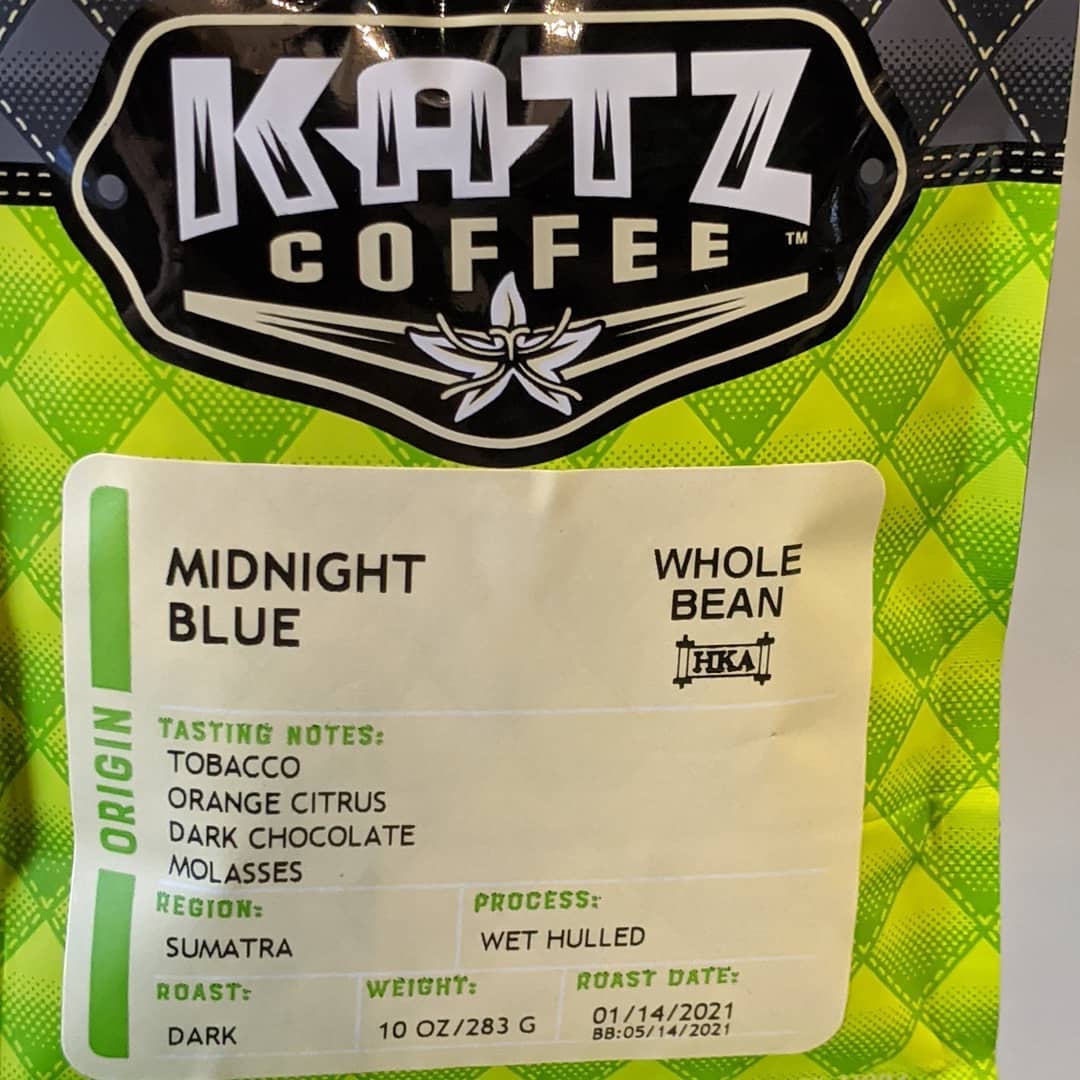 KATZ
COFFEE ™
MIDNIGHT
BLUE
WHOLE
BEAN
HKA
ORIGIN
TASTING NOTES:
TOBACCO
ORANGE CITRUS
DARK CHOCOLATE
MOLASSES
REGION:
SUMATRA
PROCESS:
WET HULLED
ROAST:
DARK
WEIGHT:
10 OZ/283 G
ROAST DATE:
01/14/2021
BB:05/14/2021